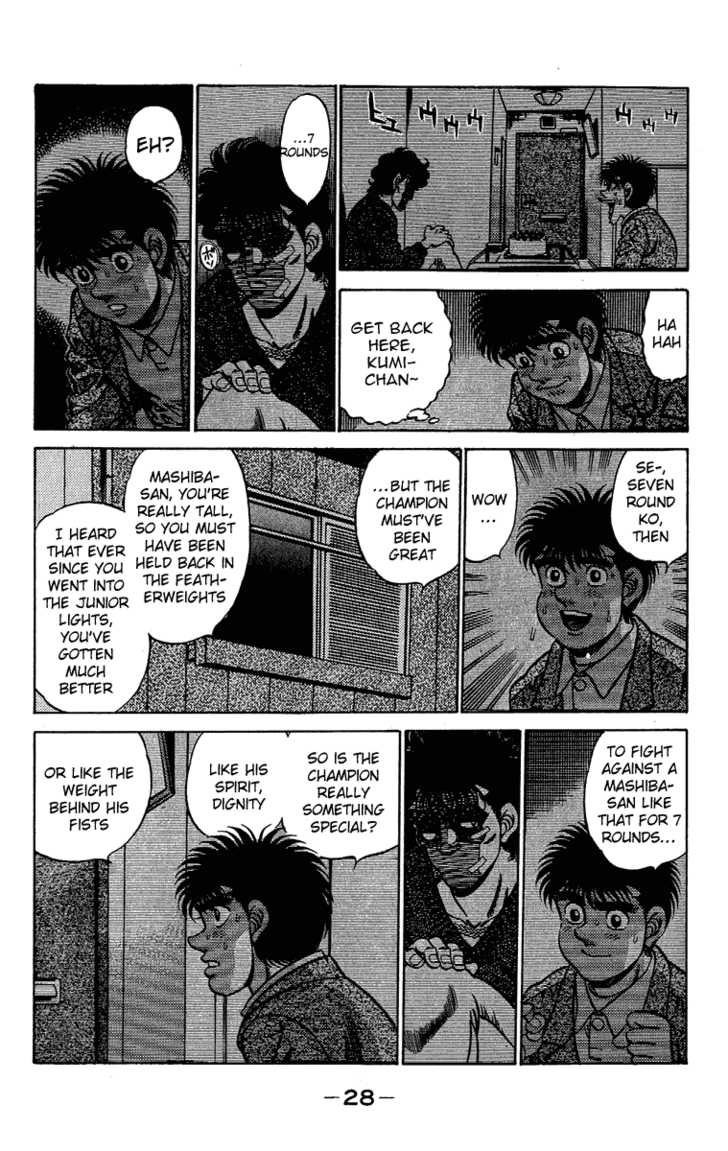 HA
HAH
GET BACK
HERE,
KUMI-
CHAN~
...7
ROUNDS
ボソ
EH?
SE-,
SEVEN
ROUND
KO,
THEN
WOW
...
...BUT THE
CHAMPION
MUST'VE
BEEN
GREAT
MASHIBA-
SAN, YOU'RE
REALLY TALL,
SO YOU MUST
HAVE BEEN
HELD BACK IN
THE FEATH-
ERWEIGHTS
I HEARD
THAT EVER
SINCE YOU
WENT INTO
THE JUNIOR
LIGHTS,
YOU'VE
GOTTEN
MUCH
BETTER
TO FIGHT
AGAINST A
MASHIBA-
SAN LIKE
THAT FOR 7
ROUNDS...
SO IS THE
CHAMPION
REALLY
SOMETHING
SPECIAL?
LIKE HIS
SPIRIT,
DIGNITY
OR LIKE THE
WEIGHT
BEHIND HIS
FISTS
-28-